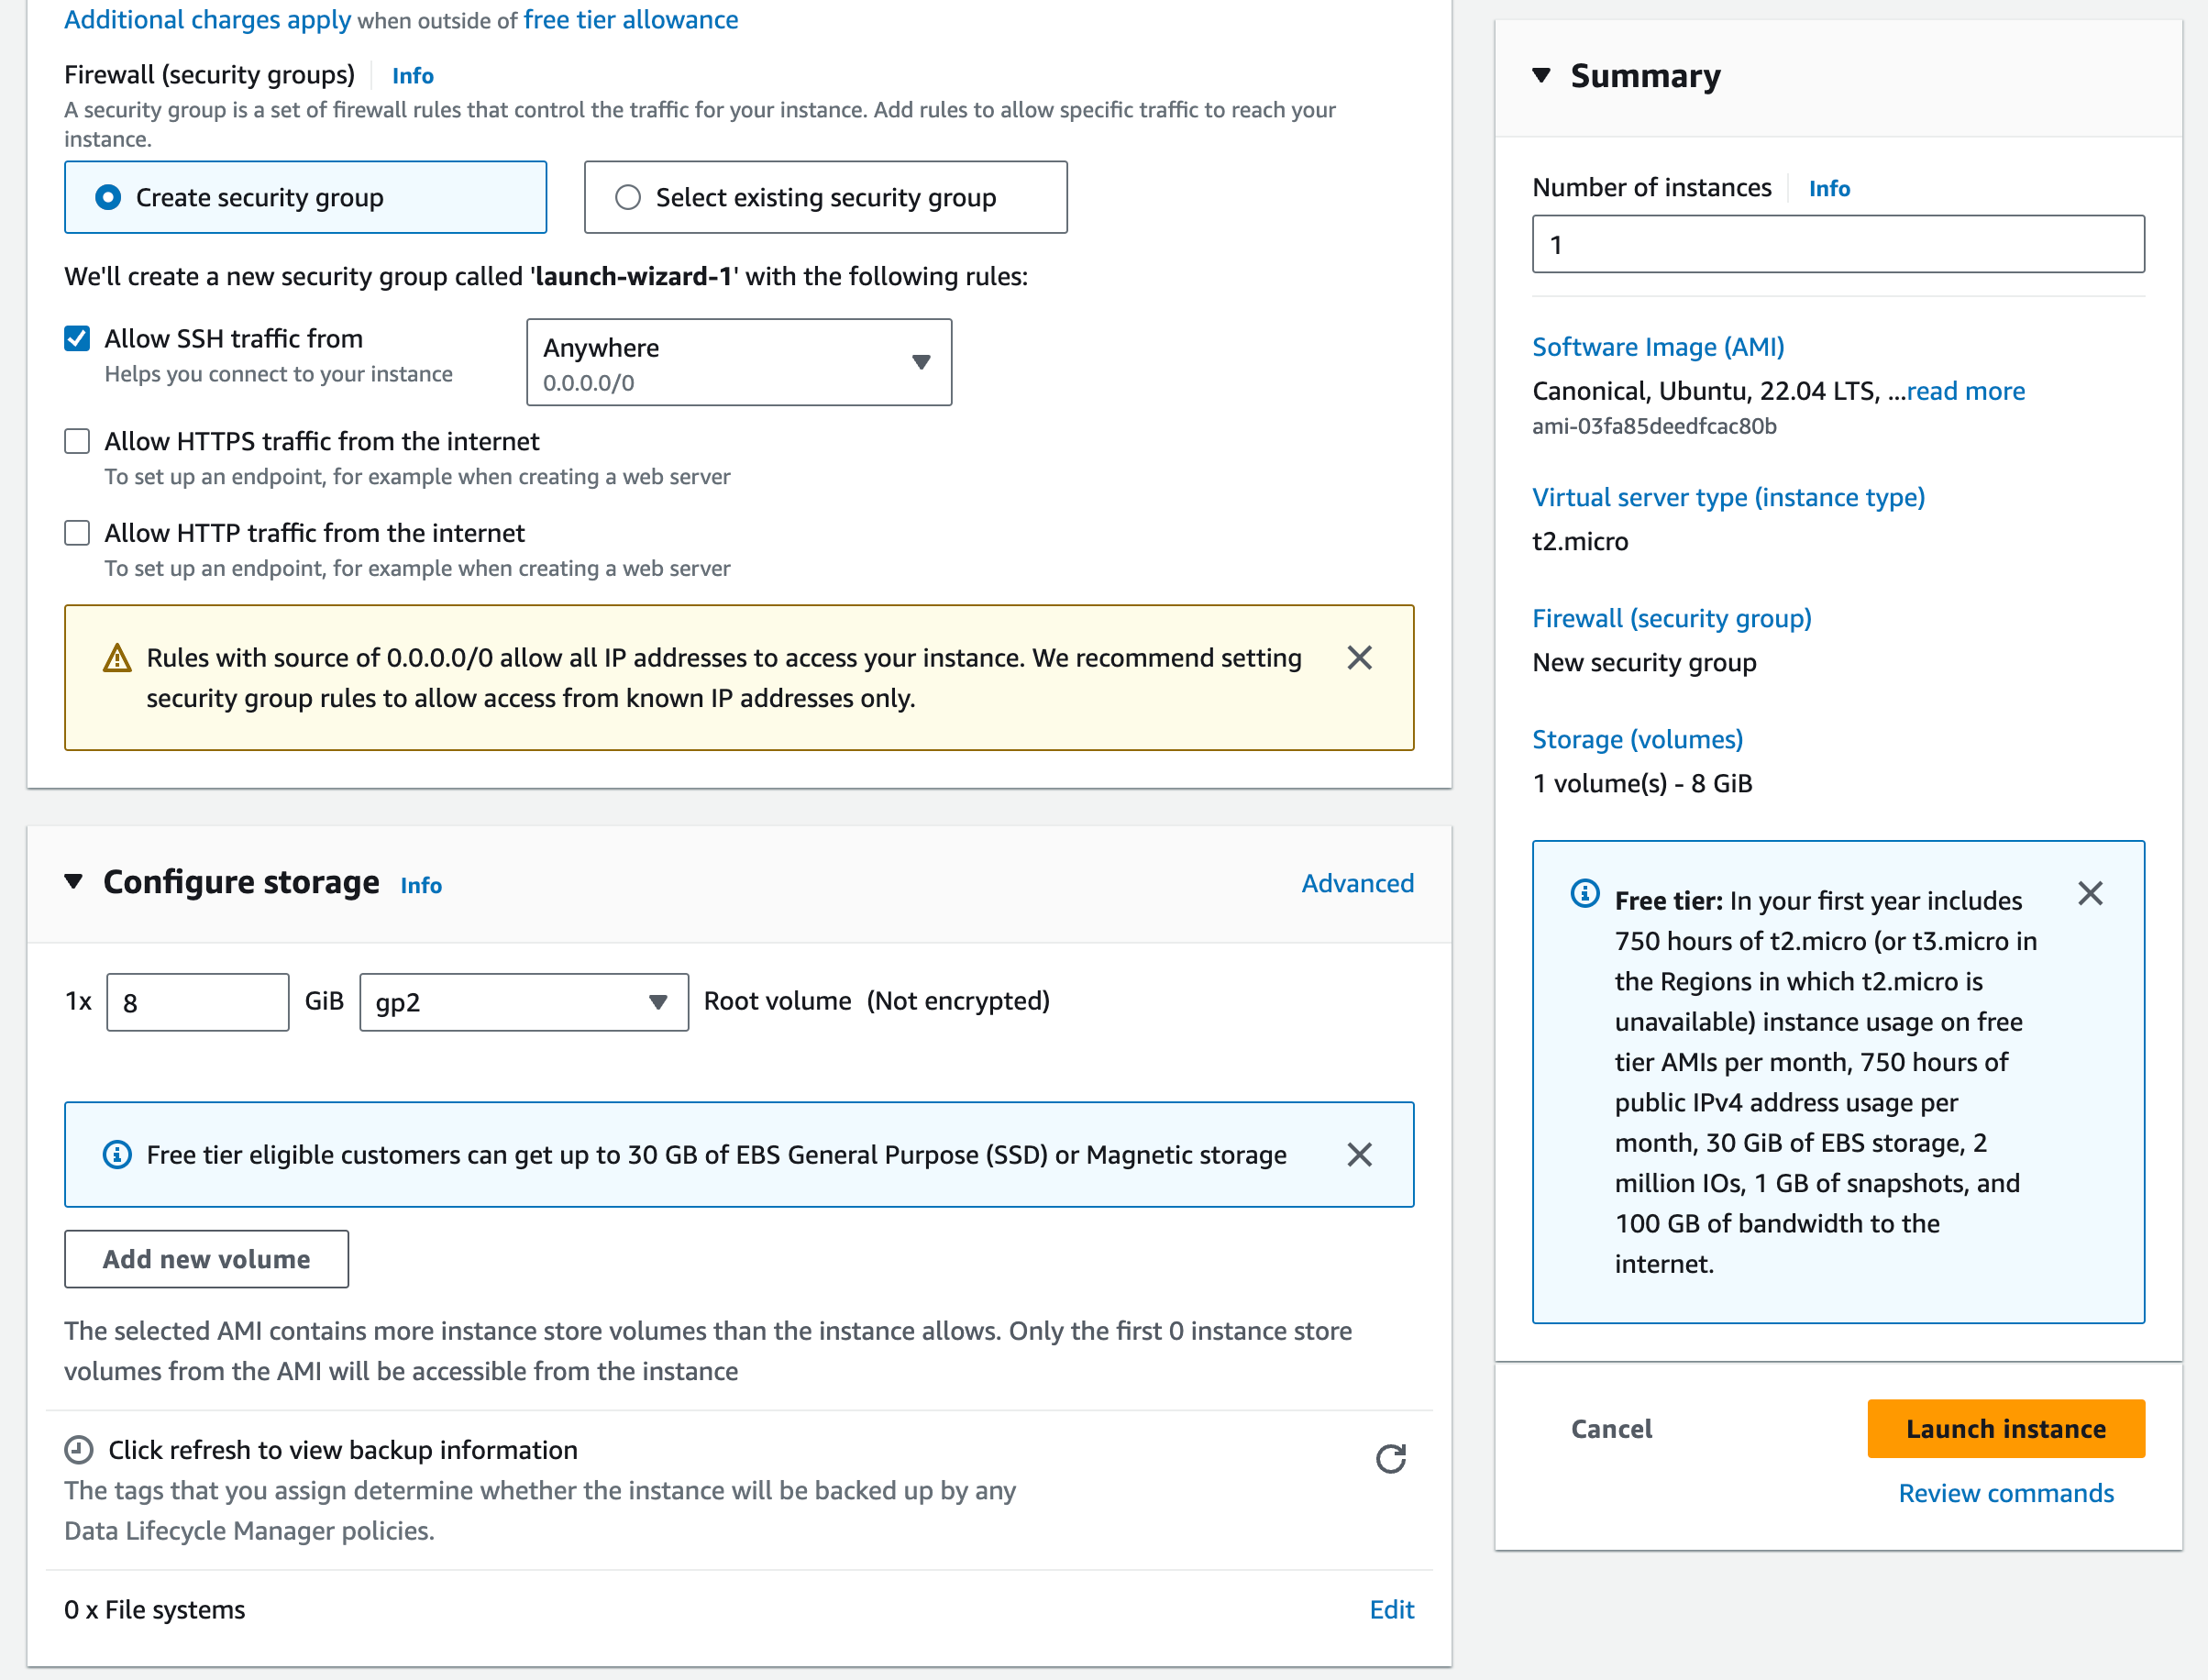 Additional charges apply when outside of free tier allowance
Firewall (security groups) Info
A security group is a set of firewall rules that control the traffic for your instance. Add rules to allow specific traffic to reach your
instance.
Create security group
Select existing security group
We'll create a new security group called 'launch-wizard-1' with the following rules:
Allow SSH traffic from
Helps you connect to your instance
Anywhere
0.0.0.0/0
Allow HTTPS traffic from the internet
To set up an endpoint, for example when creating a web server
Allow HTTP traffic from the internet
To set up an endpoint, for example when creating a web server
Rules with source of 0.0.0.0/0 allow all IP addresses to access your instance. We recommend setting
security group rules to allow access from known IP addresses only.
Configure storage Info
Advanced
1x 8 GiB gp2 Root volume (Not encrypted)
Free tier eligible customers can get up to 30 GB of EBS General Purpose (SSD) or Magnetic storage
Add new volume
The selected AMI contains more instance store volumes than the instance allows. Only the first 0 instance store
volumes from the AMI will be accessible from the instance
Click refresh to view backup information
The tags that you assign determine whether the instance will be backed up by any
Data Lifecycle Manager policies.
0 x File systems
Edit
Summary
Number of instances Info
1
Software Image (AMI)
Canonical, Ubuntu, 22.04 LTS, ...read more
ami-03fa85deedfcac80b
Virtual server type (instance type)
t2.micro
Firewall (security group)
New security group
Storage (volumes)
1 volume(s) - 8 GiB
Free tier: In your first year includes
750 hours of t2.micro (or t3.micro in
the Regions in which t2.micro is
unavailable) instance usage on free
tier AMIs per month, 750 hours of
public IPv4 address usage per
month, 30 GiB of EBS storage, 2
million IOs, 1 GB of snapshots, and
100 GB of bandwidth to the
internet.
Cancel
Launch instance
Review commands